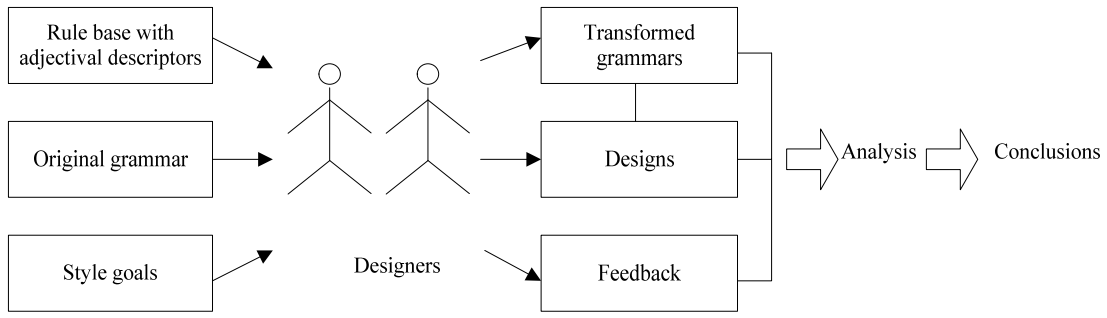 Rule base with
adjectival descriptors
Original grammar
Style goals
Designers
Transformed
grammars
Designs
Feedback
Analysis
Conclusions